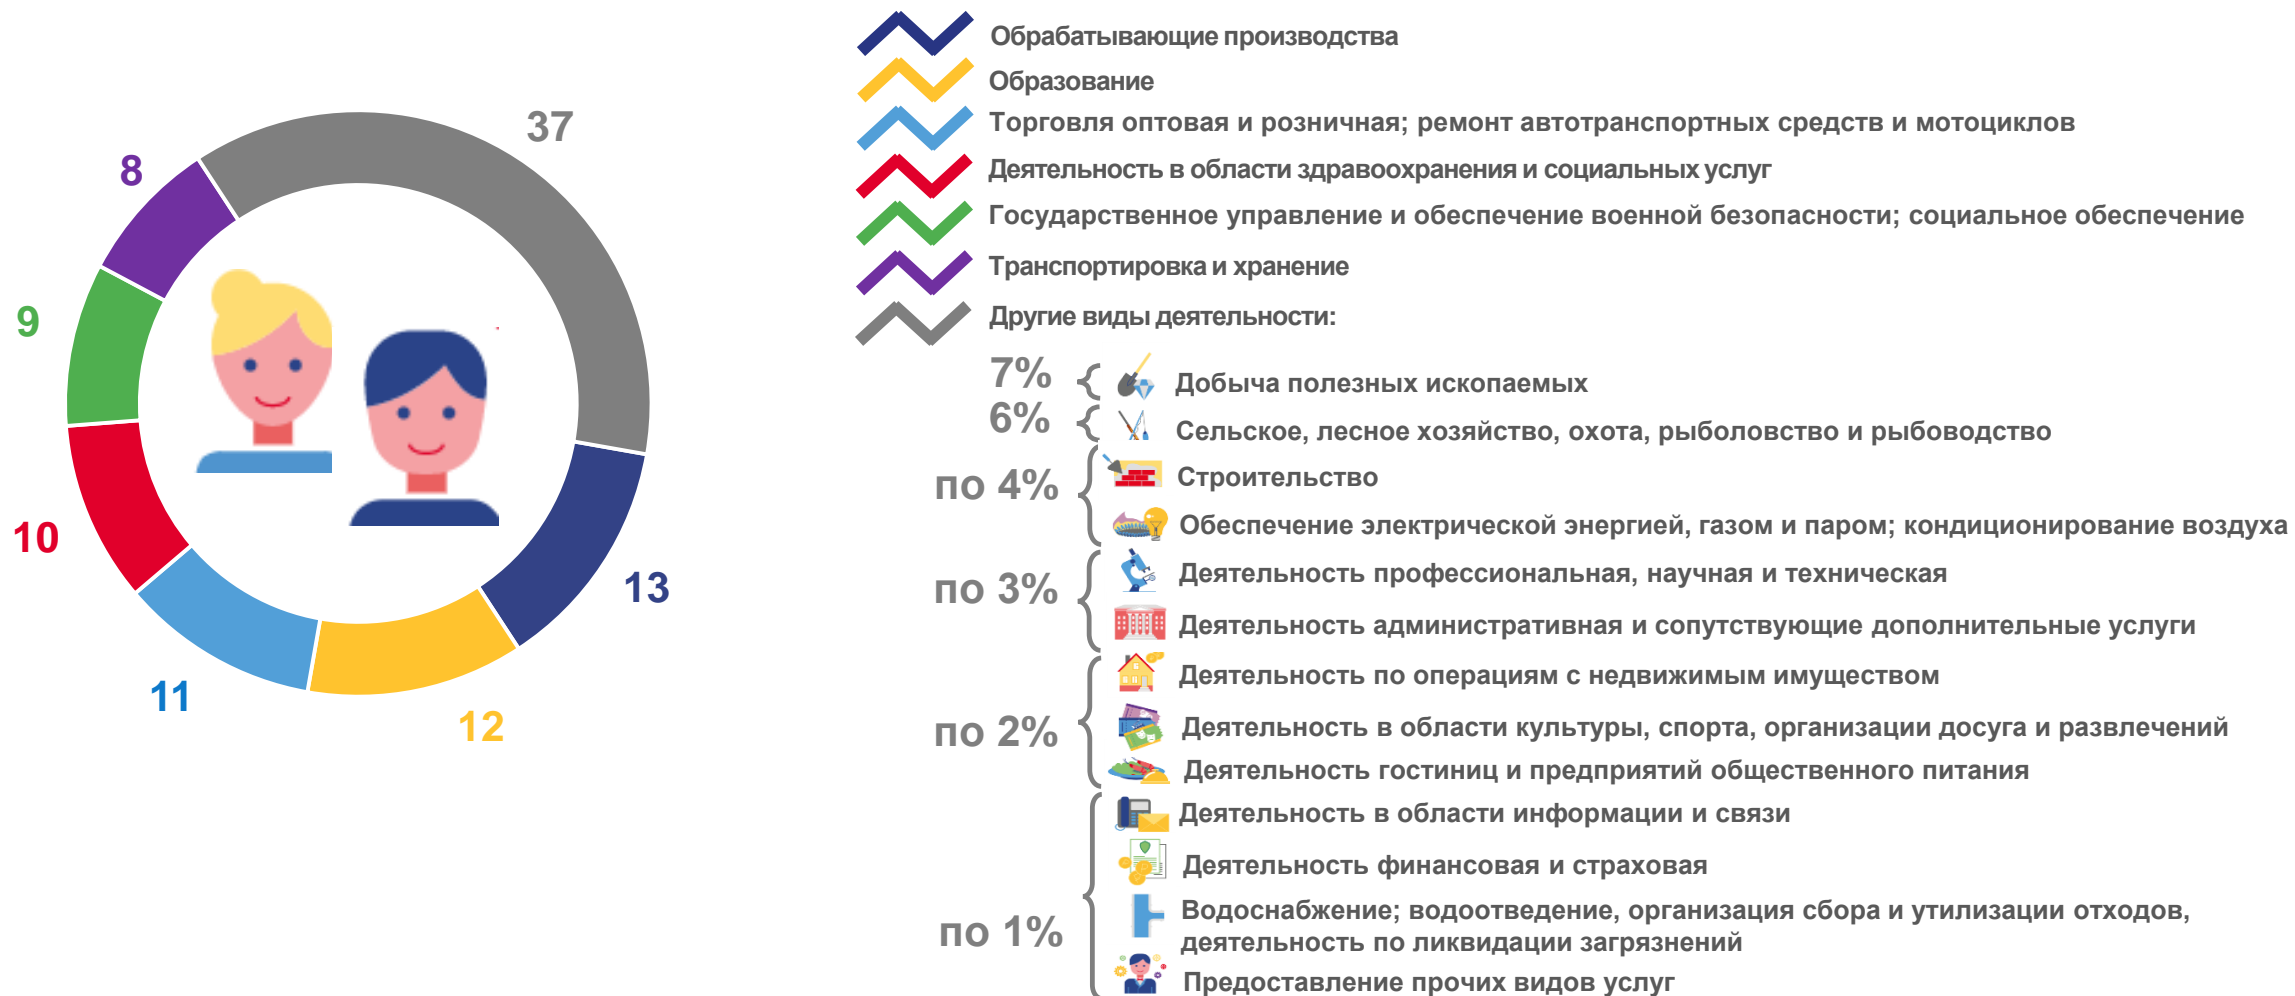 37
8
9
10
11
12
13
Обрабатывающие производства
Образование
Торговля оптовая и розничная; ремонт автотранспортных средств и мотоциклов
Деятельность в области здравоохранения и социальных услуг
Государственное управление и обеспечение военной безопасности; социальное обеспечение
Транспортировка и хранение
Другие виды деятельности:
7%
Добыча полезных ископаемых
6%
Сельское, лесное хозяйство, охота, рыболовство и рыбоводство
по 4%
Строительство
Обеспечение электрической энергией, газом и паром; кондиционирование воздуха
по 3%
Деятельность профессиональная, научная и техническая
Деятельность административная и сопутствующие дополнительные услуги
по 2%
Деятельность по операциям с недвижимым имуществом
Деятельность в области культуры, спорта, организации досуга и развлечений
Деятельность гостиниц и предприятий общественного питания
по 1%
Деятельность в области информации и связи
Деятельность финансовая и страховая
Водоснабжение; водоотведение, организация сбора и утилизации отходов,
деятельность по ликвидации загрязнений
Предоставление прочих видов услуг